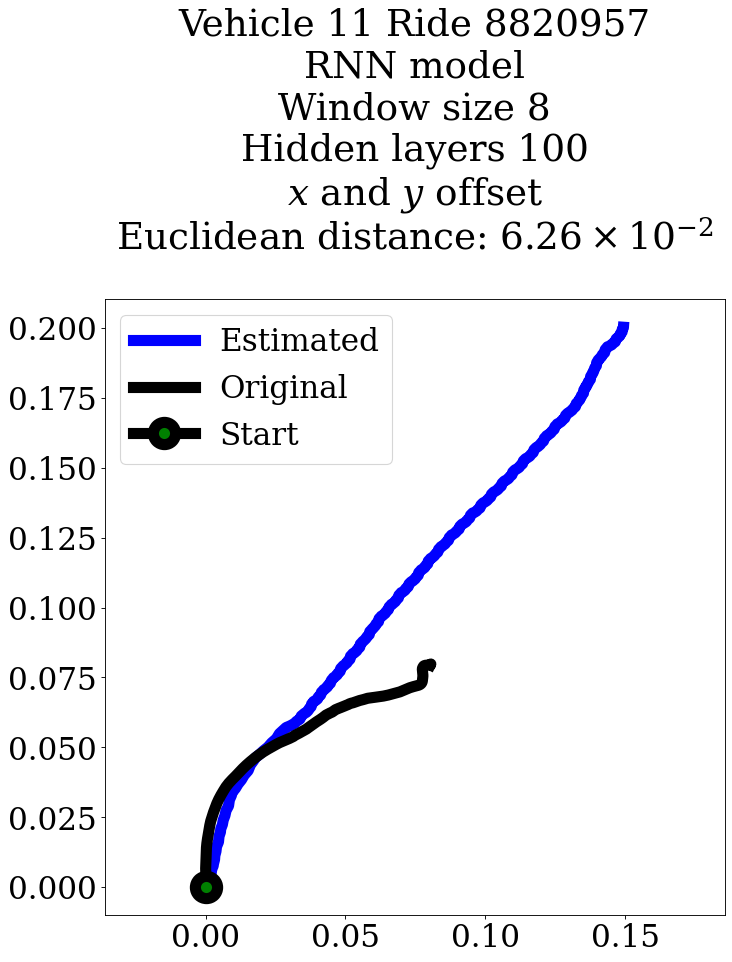 Vehicle 11 Ride 8820957
RNN model
Window size 8
Hidden layers 100
x and y offset
Euclidean distance: 6.26 × 10⁻²
Estimated
Original
Start
0.200
0.175
0.150
0.125
0.100
0.075
0.050
0.025
0.000
0.00 0.05 0.10 0.15